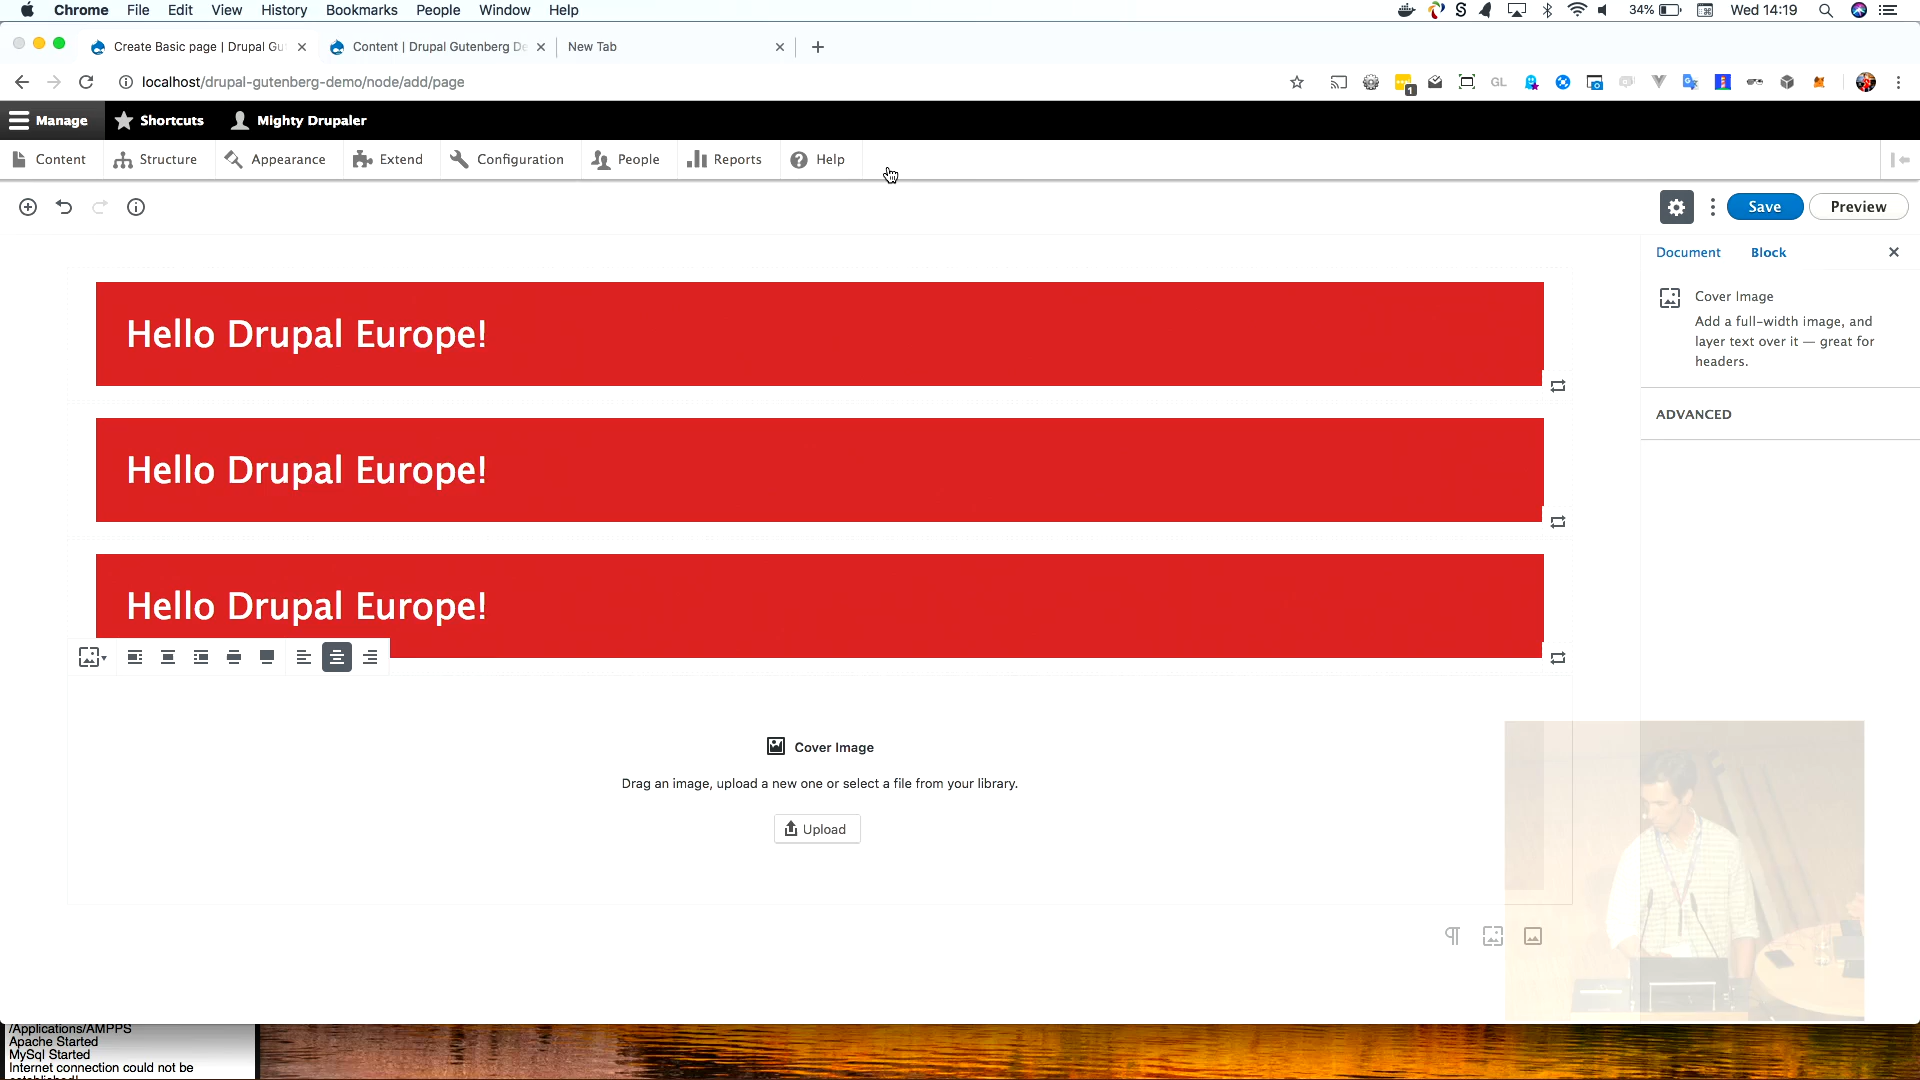 Chrome File Edit View History Bookmarks People Window Help 34% Wed 14:19
Create Basic page | Drupal Gu Content | Drupal Gutenberg De New Tab
localhost/drupal-gutenberg-demo/node/add/page GL 1
Manage Shortcuts Mighty Drupaler
Content Structure Appearance Extend Configuration People Reports Help
Save Preview
Document Block
Cover Image
Add a full-width image, and
layer text over it — great for
headers.
ADVANCED
Hello Drupal Europe!
Hello Drupal Europe!
Hello Drupal Europe!
Cover Image
Drag an image, upload a new one or select a file from your library.
Upload
/Applications/AMPPS
Apache Started
MySql Started
Internet connection could not be